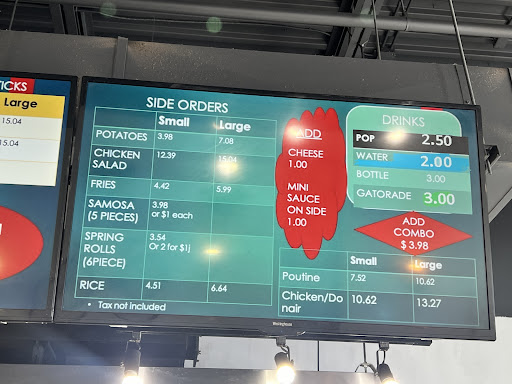 TICKS
Large
15.04
15.04
SIDE ORDERS
Small Large
POTATOES 3.98 7.08
CHICKEN SALAD 12.39 15.04
FRIES 4.42 5.99
SAMOSA (5 PIECES) 3.98 or $1 each
SPRING ROLLS (6PIECE) 3.54 Or 2 for $1j
RICE 4.51 6.64
• Tax not included
ADD
CHEESE
1.00
MINI
SAUCE
ON SIDE
1.00
DRINKS
POP 2.50
WATER 2.00
BOTTLE 3.00
GATORADE 3.00
ADD
COMBO
$ 3.98
Small Large
Poutine 7.52 10.62
Chicken/Do nair 10.62 13.27
Westinghouse